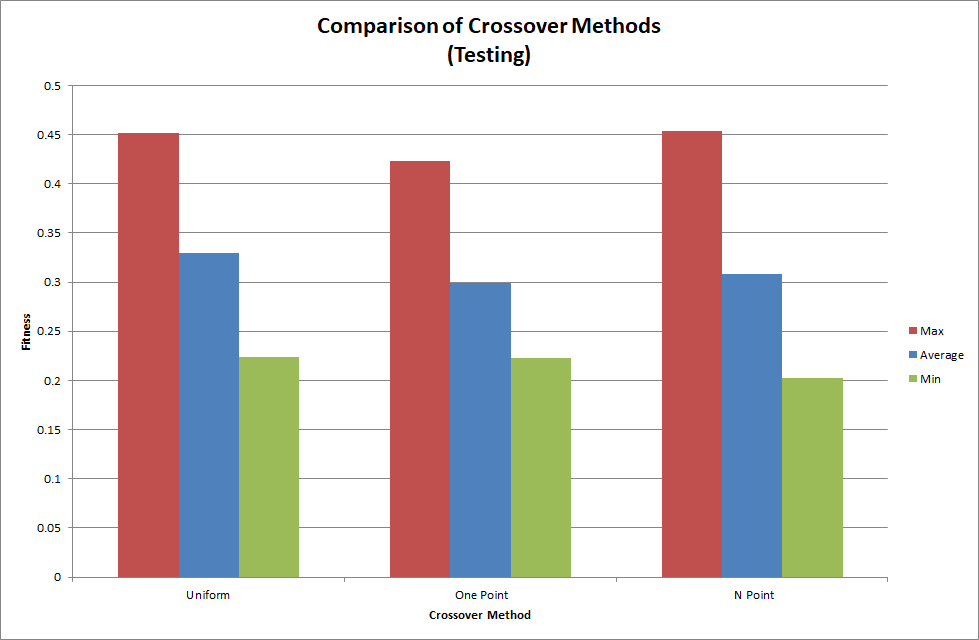 Comparison of Crossover Methods
(Testing)
0.5
0.45
0.4
0.35
0.3
0.25
0.2
0.15
0.1
0.05
0
Fitness
Uniform
One Point
N Point
Crossover Method
Max
Average
Min